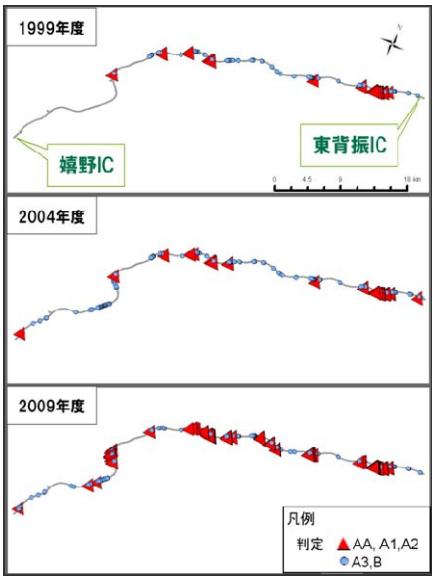 1999年度
N
嬉野IC
東背振IC
0 4.5 9 18 km
2004年度
2009年度
凡例
判定 AA, A1,A2
A3,B